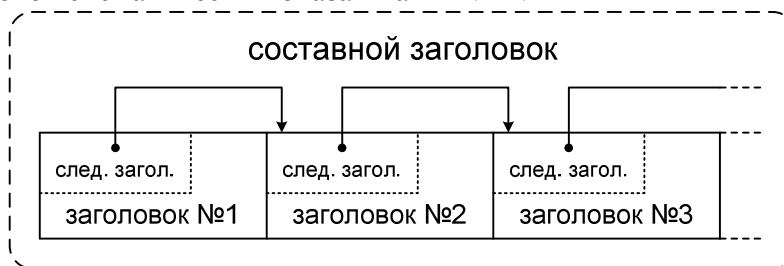 составной заголовок
след. загол. след. загол. след. загол.
заголовок №1 заголовок №2 заголовок №3